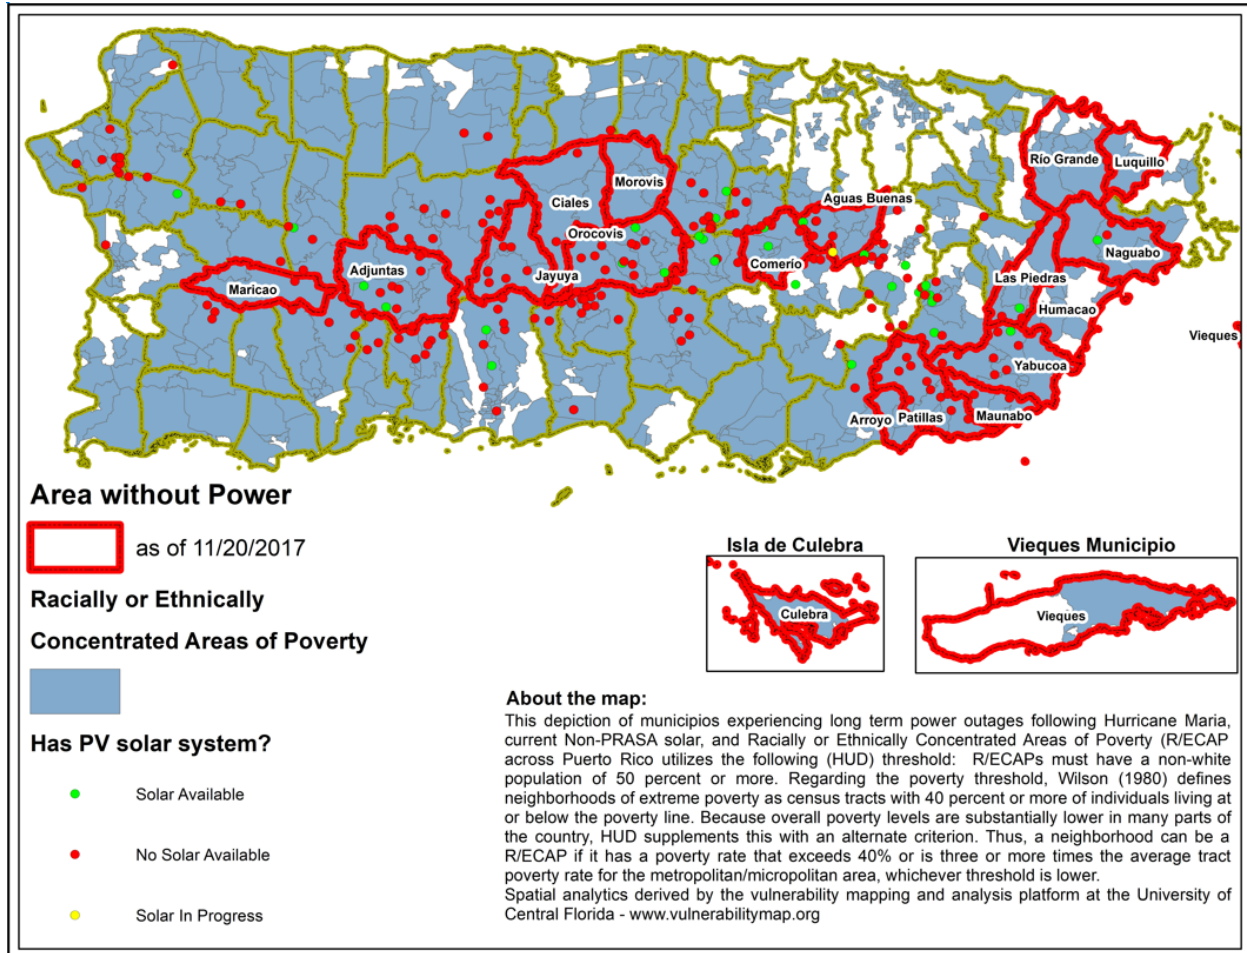 Río Grande
Luquillo
Morovis
Aguas Buenas
Ciales
Orocovis
Naguabo
Comerío
Adjuntas
Jayuya
Las Piedras
Maricao
Humacao
Vieques
Yabucoa
Arroyo
Patillas
Maunabo
Area without Power
as of 11/20/2017
Racially or Ethnically
Concentrated Areas of Poverty
Has PV solar system?
Solar Available
No Solar Available
Solar In Progress
Isla de Culebra
Culebra
Vieques Municipio
Vieques
About the map:
This depiction of municipios experiencing long term power outages following Hurricane Maria,
current Non-PRASA solar, and Racially or Ethnically Concentrated Areas of Poverty (R/ECAP
across Puerto Rico utilizes the following (HUD) threshold: R/ECAPs must have a non-white
population of 50 percent or more. Regarding the poverty threshold, Wilson (1980) defines
neighborhoods of extreme poverty as census tracts with 40 percent or more of individuals living at
or below the poverty line. Because overall poverty levels are substantially lower in many parts of
the country, HUD supplements this with an alternate criterion. Thus, a neighborhood can be a
R/ECAP if it has a poverty rate that exceeds 40% or is three or more times the average tract
poverty rate for the metropolitan/micropolitan area, whichever threshold is lower.
Spatial analytics derived by the vulnerability mapping and analysis platform at the University of
Central Florida - www.vulnerabilitymap.org